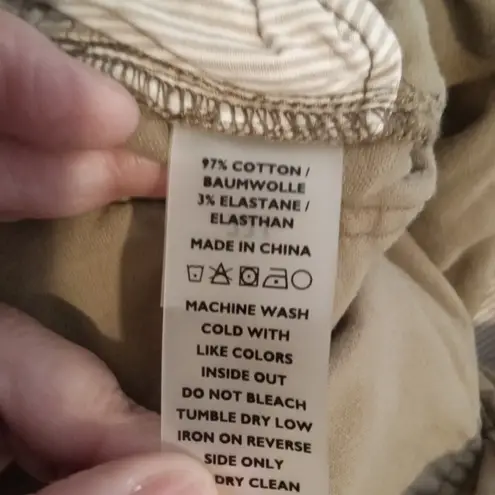 97% COTTON /
BAUMWOLLE
3% ELASTANE /
ELASTHAN
MADE IN CHINA
MACHINE WASH
COLD WITH
LIKE COLORS
INSIDE OUT
DO NOT BLEACH
TUMBLE DRY LOW
IRON ON REVERSE
SIDE ONLY
DRY CLEAN